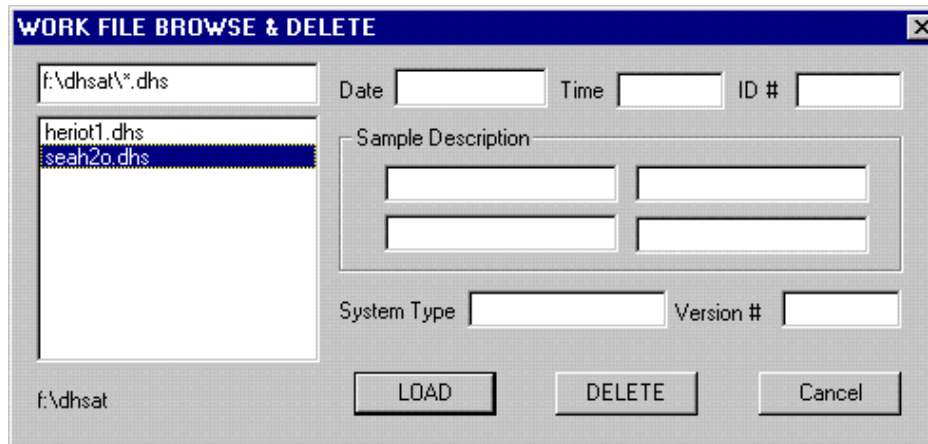 WORK FILE BROWSE & DELETE
f:\dhsat\*.dhs
Date
Time
ID #
heriot1.dhs
seah2o.dhs
Sample Description
System Type
Version #
f:\dhsat
LOAD
DELETE
Cancel